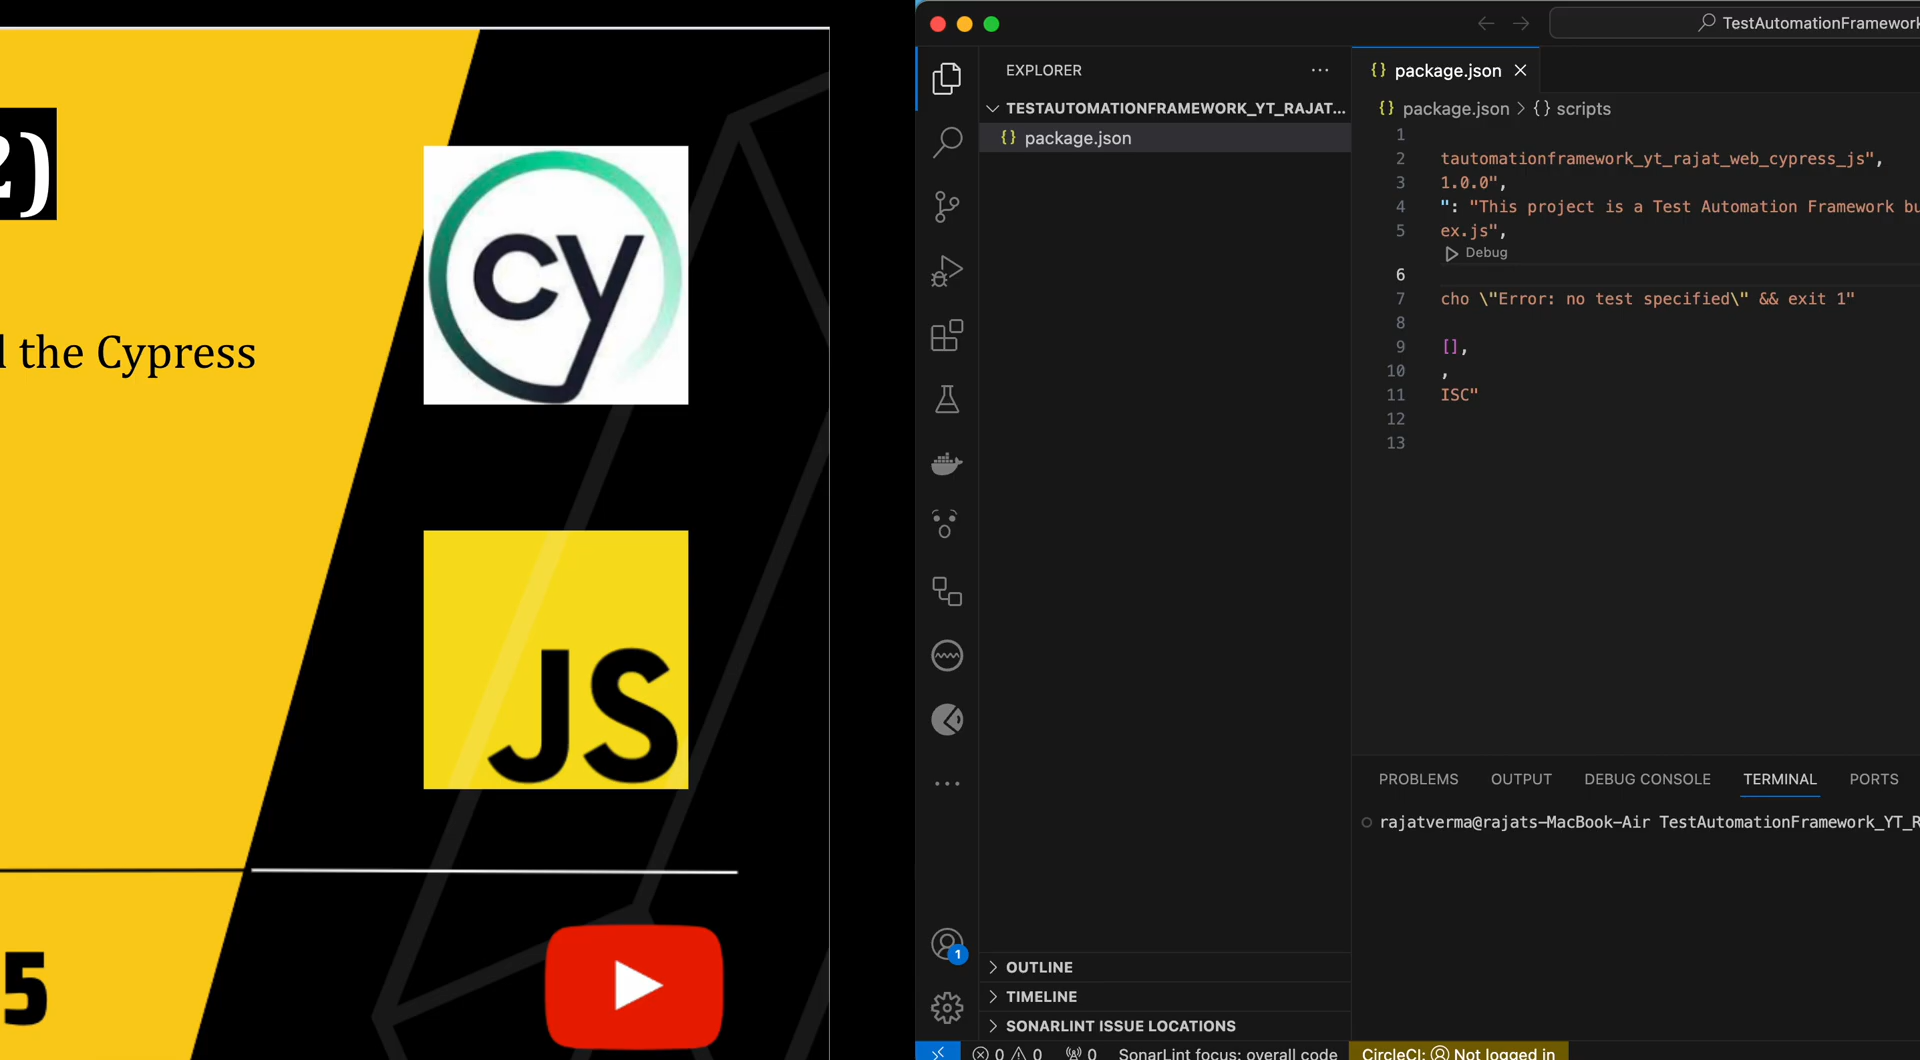 2)
the Cypress
cy
JS
5
TestAutomationFramework
EXPLORER
TESTAUTOMATIONFRAMEWORK_YT_RAJAT...
{} package.json
{} package.json
{} package.json > {} scripts
1
2 tautomationframework_yt_rajat_web_cypress_js",
3 1.0.0",
4 ": "This project is a Test Automation Framework bu
5 ex.js",
Debug
6
7 cho \"Error: no test specified\" && exit 1"
8
9 [],
10 ,
11 ISC"
12
13
PROBLEMS OUTPUT DEBUG CONSOLE TERMINAL PORTS
rajatverma@rajats-MacBook-Air TestAutomationFramework_YT_R
1
OUTLINE
TIMELINE
SONARLINT ISSUE LOCATIONS
0 0 0 SonarLint focus: overall code CircleCI: Not logged in